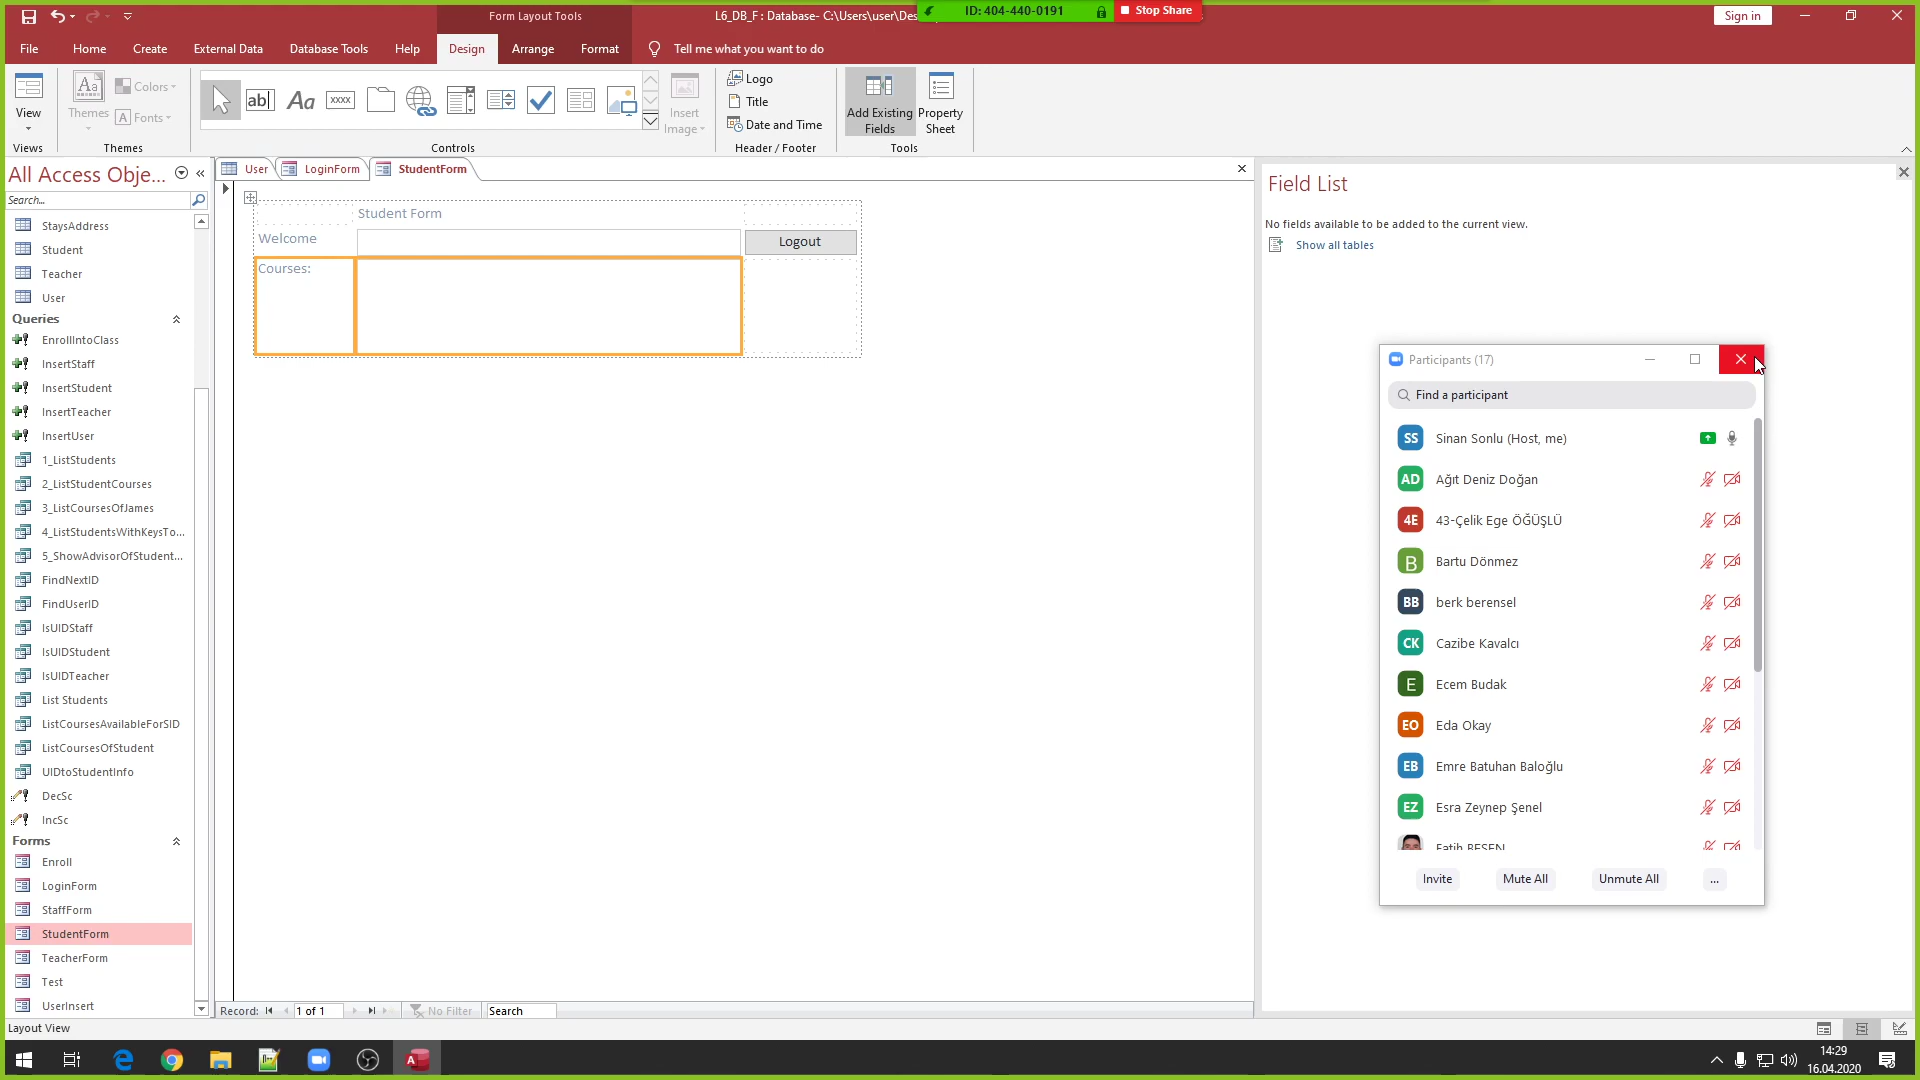 Form Layout Tools
L6_DB_F : Database- C:\Users\user\Des
ID: 404-440-0191
Stop Share
Sign in
File
Home
Create
External Data
Database Tools
Help
Design
Arrange
Format
Tell me what you want to do
View
Themes
Colors
Fonts
ab|
Aa
xxxx
Insert Image
Logo
Title
Date and Time
Add Existing Fields
Property Sheet
Views
Themes
Controls
Header / Footer
Tools
All Access Obje...
Search...
StaysAddress
Student
Teacher
User
Queries
EnrollIntoClass
InsertStaff
InsertStudent
InsertTeacher
InsertUser
1_ListStudents
2_ListStudentCourses
3_ListCoursesOfJames
4_ListStudentsWithKeysTo...
5_ShowAdvisorOfStudent...
FindNextID
FindUserID
IsUIDStaff
IsUIDStudent
IsUIDTeacher
List Students
ListCoursesAvailableForSID
ListCoursesOfStudent
UIDtoStudentInfo
DecSc
IncSc
Forms
Enroll
LoginForm
StaffForm
StudentForm
TeacherForm
Test
UserInsert
User
LoginForm
StudentForm
Student Form
Welcome
Logout
Courses:
Field List
No fields available to be added to the current view.
Show all tables
Participants (17)
Find a participant
SS Sinan Sonlu (Host, me)
AD Ağıt Deniz Doğan
4E 43-Çelik Ege ÖĞÜŞLÜ
B Bartu Dönmez
BB berk berensel
CK Cazibe Kavalcı
E Ecem Budak
EO Eda Okay
EB Emre Batuhan Baloğlu
EZ Esra Zeynep Şenel
Fatih BESEN
Invite
Mute All
Unmute All
...
Record:
1 of 1
No Filter
Search
Layout View
14:29
16.04.2020